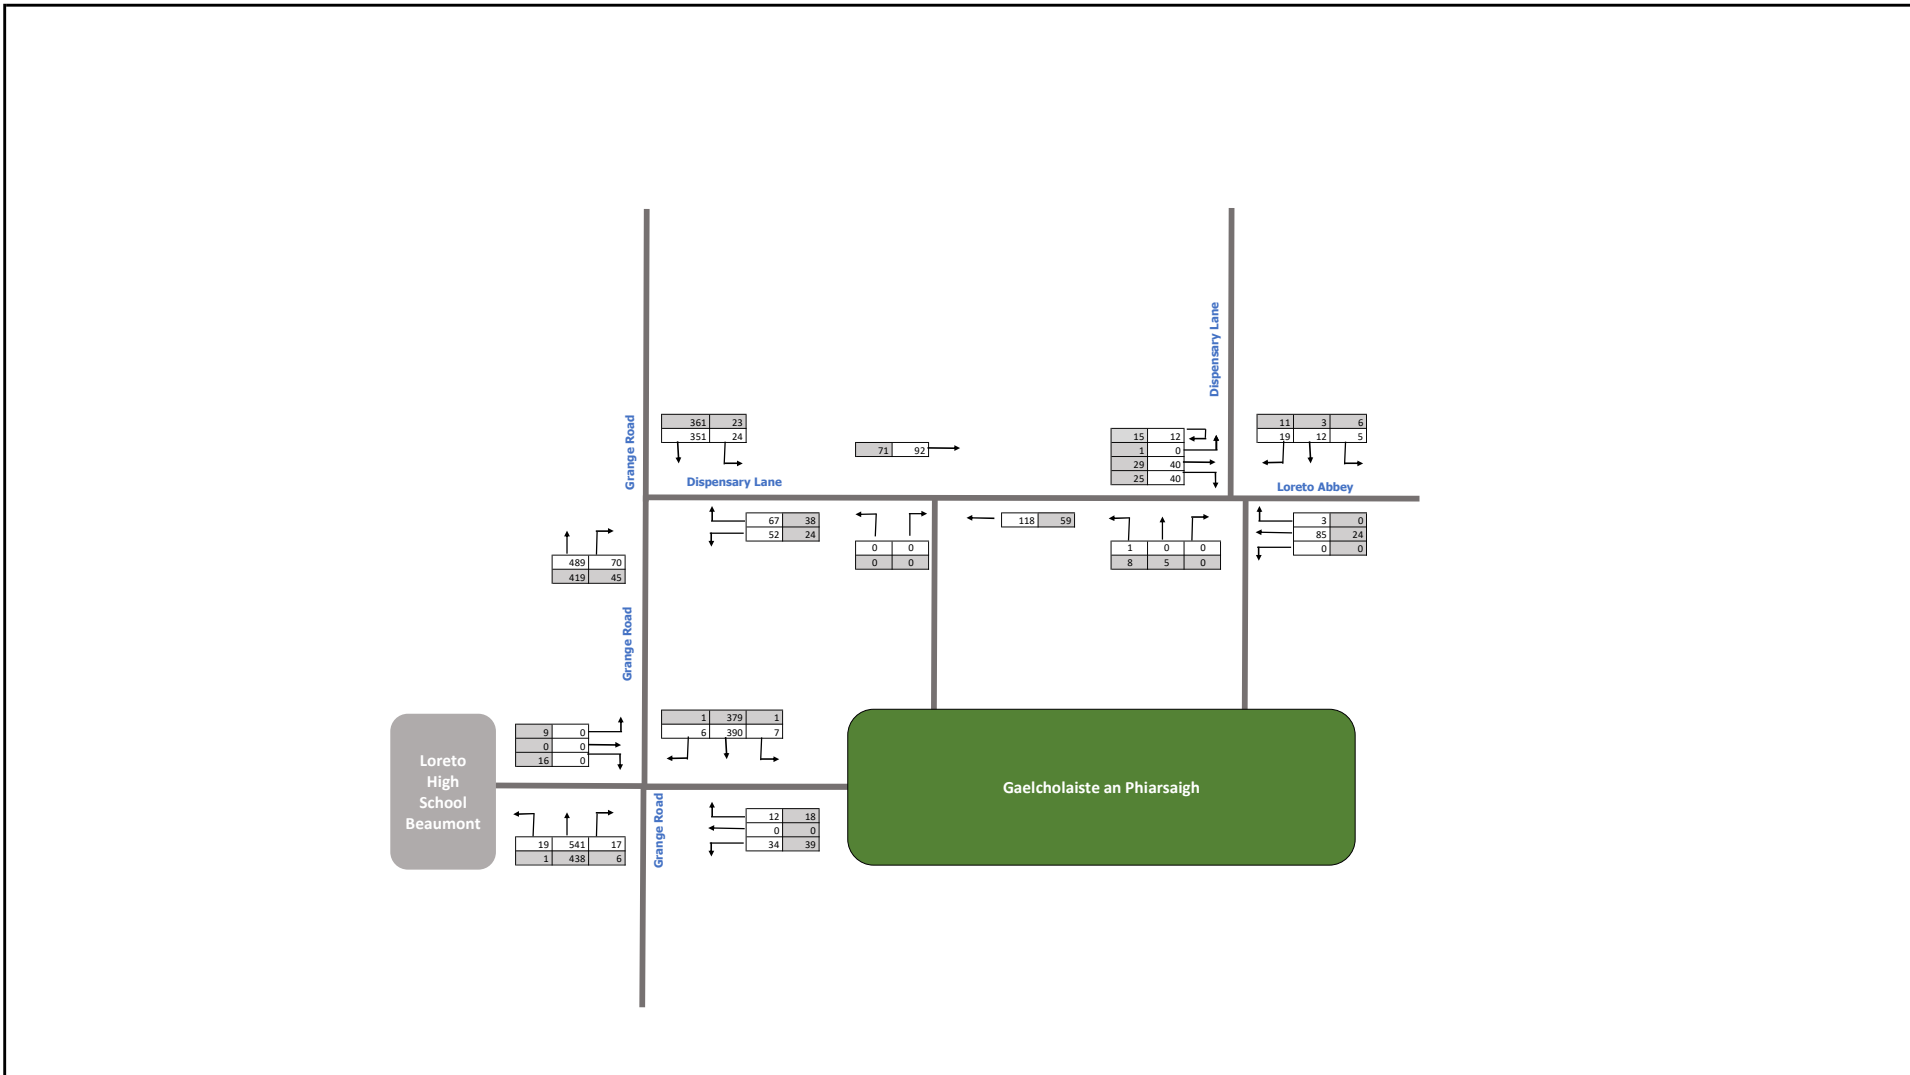 Dispensary Lane
Grange Road
361 23
351 24
11 3 6
19 12 5
15 12
1 0
29 40
25 40
71 92
Dispensary Lane
Loreto Abbey
67 38
52 24
118 59
3 0
85 24
0 0
0 0
0 0
1 0 0
8 5 0
489 70
419 45
Grange Road
1 379 1
6 390 7
9 0
0 0
16 0
Loreto
High
School
Beaumont
Gaelcholaiste an Phiarsaigh
Grange Road
12 18
0 0
34 39
19 541 17
1 438 6